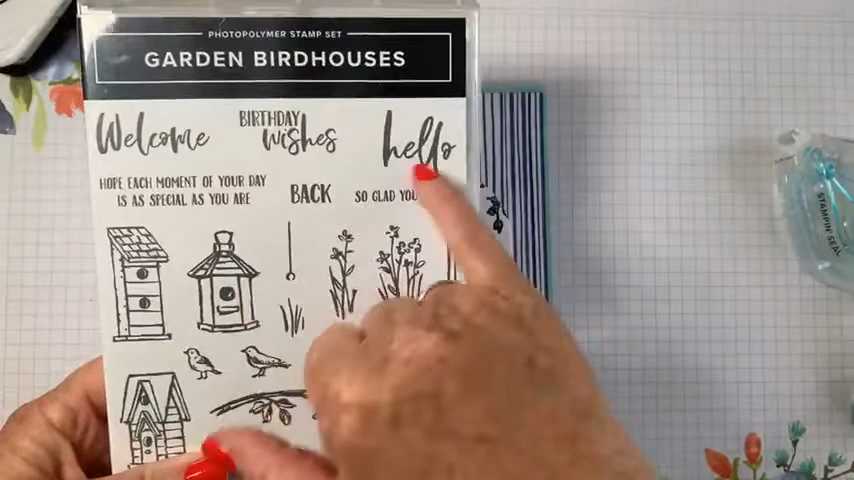 PHOTOPOLYMER STAMP SET
GARDEN BIRDHOUSES
Welcome
BIRTHDAY
wishes
hello
HOPE EACH MOMENT OF YOUR DAY
IS AS SPECIAL AS YOU ARE
BACK
SO GLAD YOU
STAMPIN' SEAL